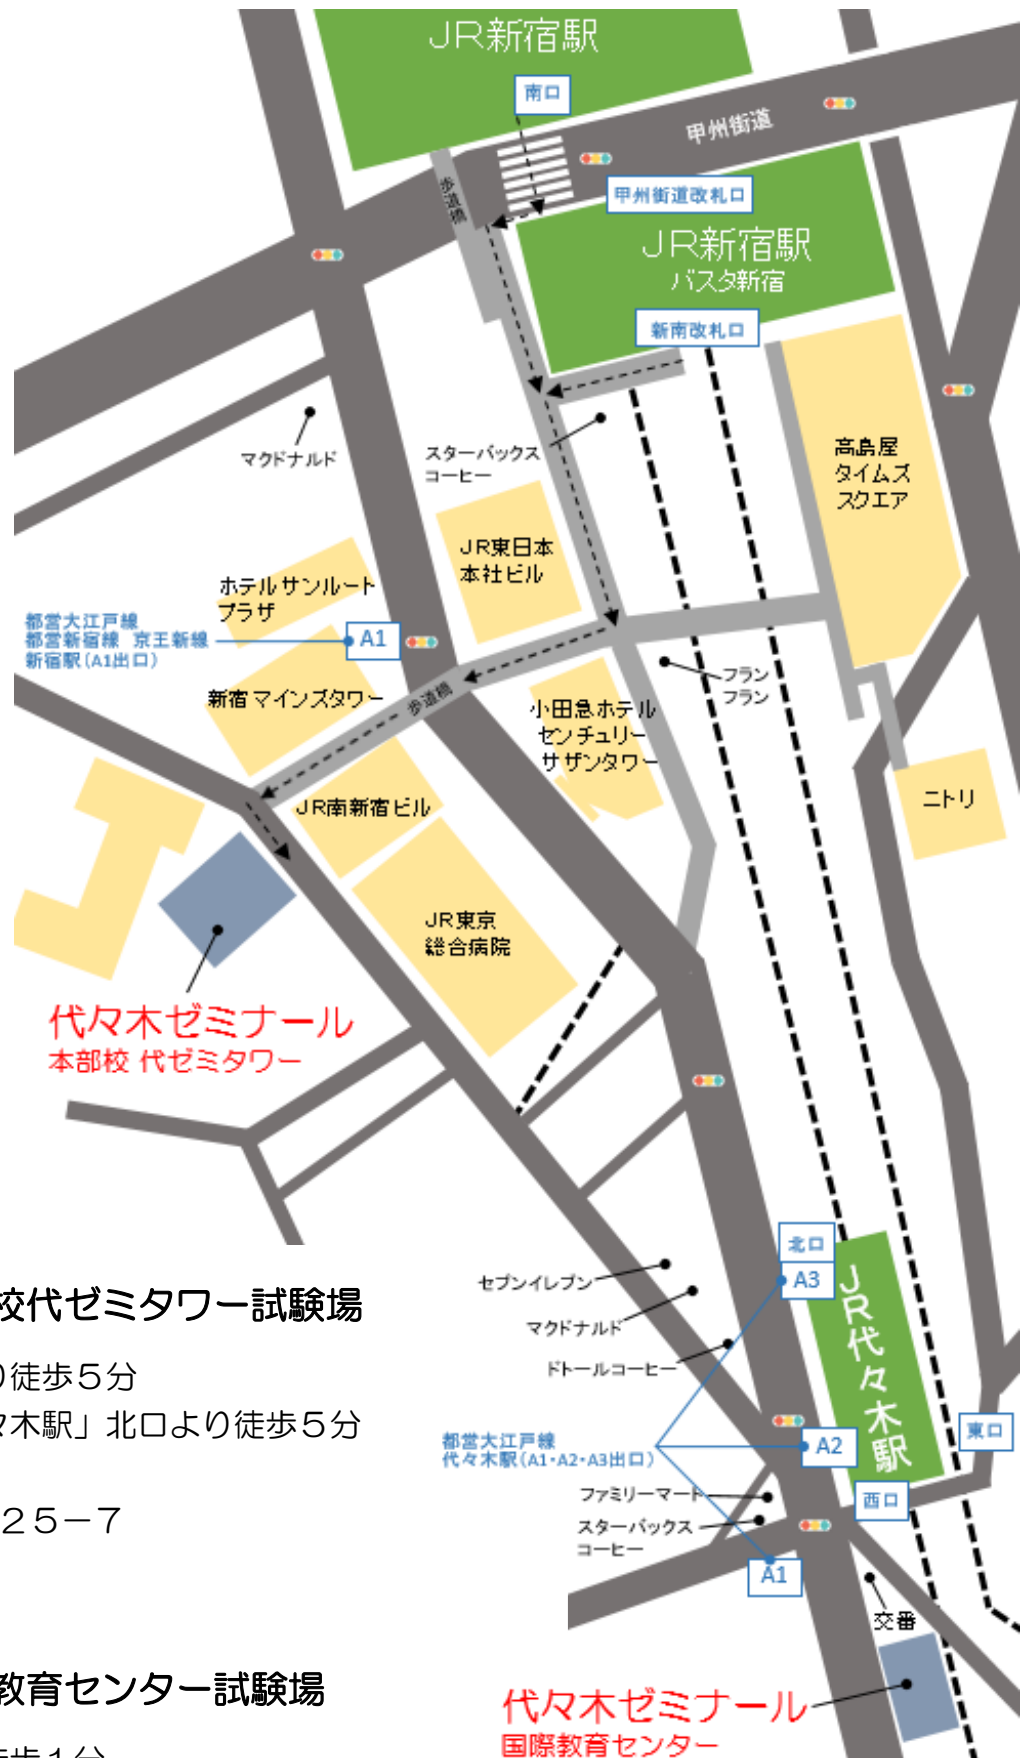 JR新宿駅
南口
甲州街道
歩道橋
甲州街道改札口
JR新宿駅
バスタ新宿
新南改札口
マクドナルド
スターバックス
コーヒー
高島屋
タイムズ
スクエア
JR東日本
本社ビル
ホテルサンルート
プラザ
都営大江戸線
都営新宿線 京王新線
新宿駅(A1出口)
A1
新宿マインズタワー
歩道橋
フラン
フラン
小田急ホテル
センチュリー
サザンタワー
JR南新宿ビル
ニトリ
JR東京
総合病院
代々木ゼミナール
本部校 代ゼミタワー
北口
A3
JR代々木駅
セブンイレブン
マクドナルド
ドトールコーヒー
校代ゼミタワー試験場
り徒歩5分
々木駅」北口より徒歩5分
25－7
都営大江戸線
代々木駅(A1・A2・A3出口)
A2
東口
西口
ファミリーマート
スターバックス
コーヒー
A1
交番
教育センター試験場
徒歩1分
代々木ゼミナール
国際教育センター